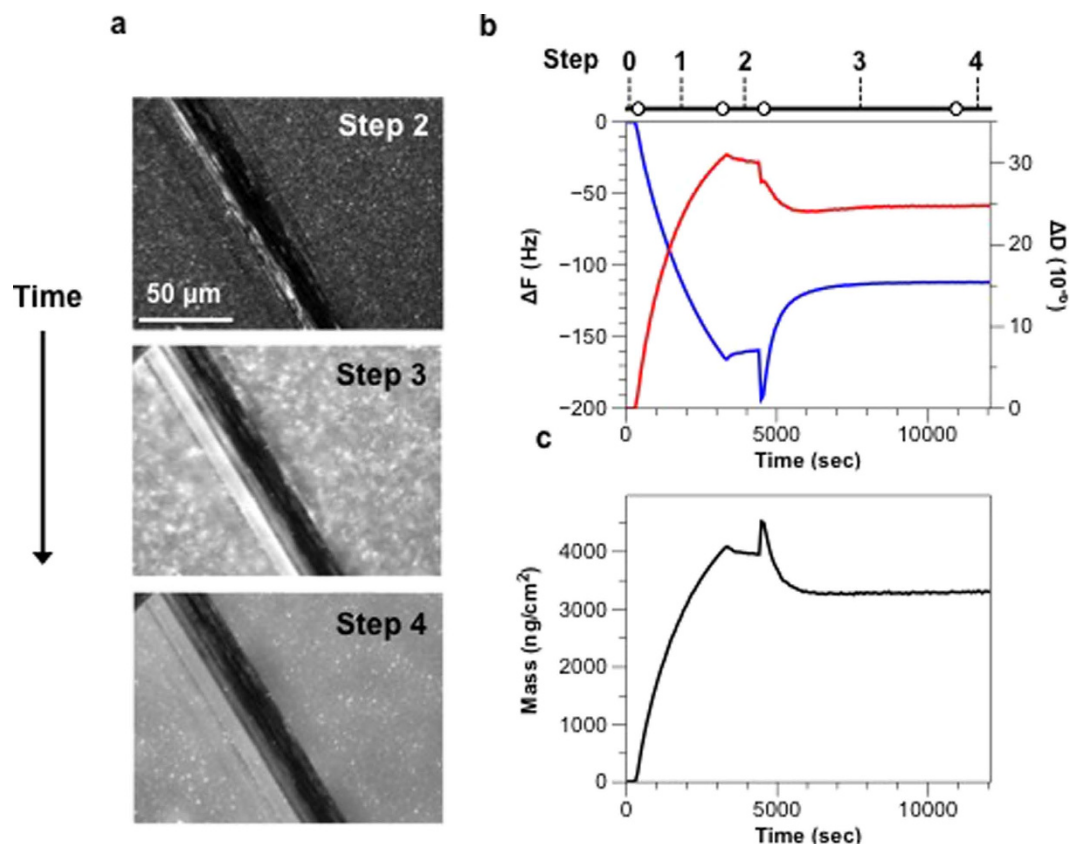 a
Time
Step 2
50 µm
Step 3
Step 4
b
Step 0 1 2 3 4
0
−50
−100
−150
−200
ΔF (Hz)
30
20
10
0
ΔD (10⁻⁶)
0 5000 10000
Time (sec)
c
4000
3000
2000
1000
0
Mass (ng/cm²)
0 5000 10000
Time (sec)